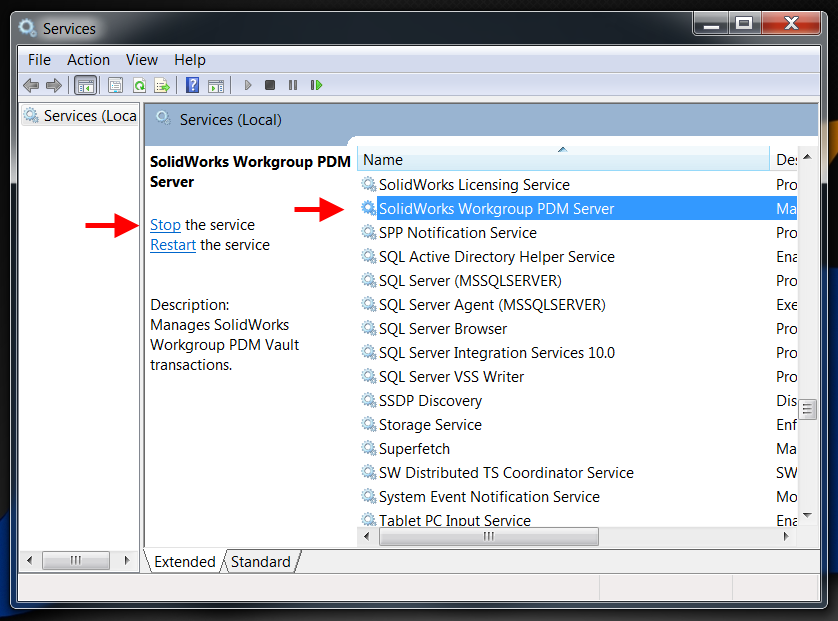 Services
File Action View Help
Services (Loca
Services (Local)
SolidWorks Workgroup PDM
Server
Stop the service
Restart the service
Description:
Manages SolidWorks
Workgroup PDM Vault
transactions.
Name Des
SolidWorks Licensing Service Pro
SolidWorks Workgroup PDM Server Ma
SPP Notification Service Pro
SQL Active Directory Helper Service Ena
SQL Server (MSSQLSERVER) Pro
SQL Server Agent (MSSQLSERVER) Exe
SQL Server Browser Pro
SQL Server Integration Services 10.0 Pro
SQL Server VSS Writer Pro
SSDP Discovery Dis
Storage Service Enf
Superfetch Ma
SW Distributed TS Coordinator Service SW
System Event Notification Service Mo
Tablet PC Input Service Ena
Extended Standard